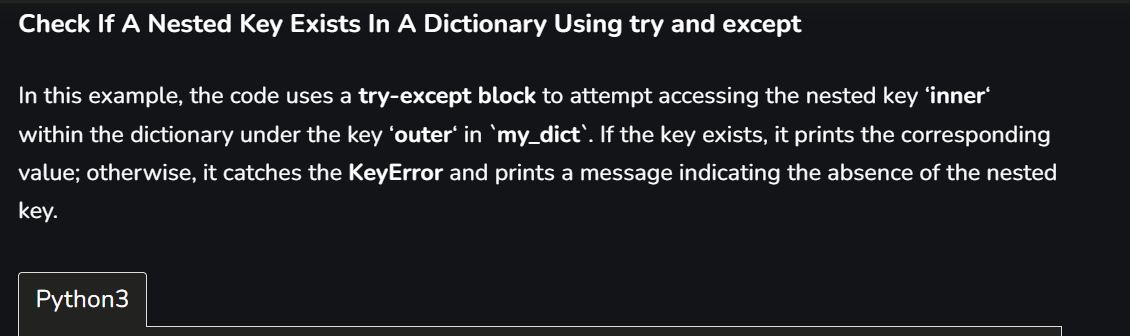 Check If A Nested Key Exists In A Dictionary Using try and except
In this example, the code uses a try-except block to attempt accessing the nested key ‘inner‘
within the dictionary under the key ‘outer‘ in `my_dict`. If the key exists, it prints the corresponding
value; otherwise, it catches the KeyError and prints a message indicating the absence of the nested
key.
Python3